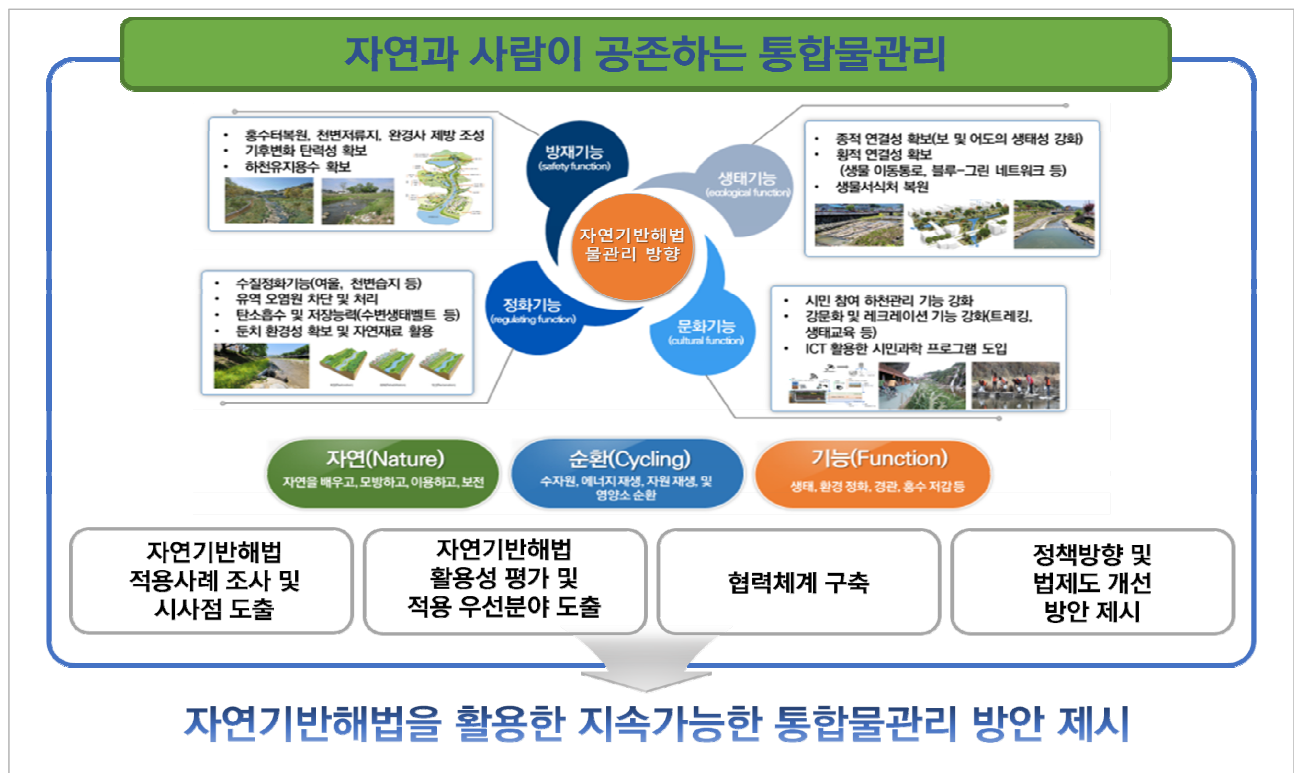 자연과 사람이 공존하는 통합물관리
• 홍수터복원, 천변저류지, 완경사 제방 조성
• 기후변화 탄력성 확보
• 하천유지용수 확보
방재기능
(safety function)
생태기능
(ecological function)
• 종적 연결성 확보(보 및 어도의 생태성 강화)
• 횡적 연결성 확보
(생물 이동통로, 블루-그린 네트워크 등)
• 생물서식처 복원
자연기반해법
물관리 방향
• 수질정화기능(여울, 천변습지 등)
• 유역 오염원 차단 및 처리
• 탄소흡수 및 저장능력(수변생태벨트 등)
• 둔치 환경성 확보 및 자연재료 활용
정화기능
(regulating function)
문화기능
(cultural function)
• 시민 참여 하천관리 기능 강화
• 강문화 및 레크레이션 기능 강화(트레킹,
생태교육 등)
• ICT 활용한 시민과학 프로그램 도입
자연(Nature)
자연을 배우고, 모방하고, 이용하고, 보전
순환(Cycling)
수자원, 에너지 재생, 자원 재생, 및
영양소 순환
기능(Function)
생태, 환경 정화, 경관, 홍수 저감 등
자연기반해법
적용사례 조사 및
시사점 도출
자연기반해법
활용성 평가 및
적용 우선분야 도출
협력체계 구축
정책방향 및
법제도 개선
방안 제시
자연기반해법을 활용한 지속가능한 통합물관리 방안 제시